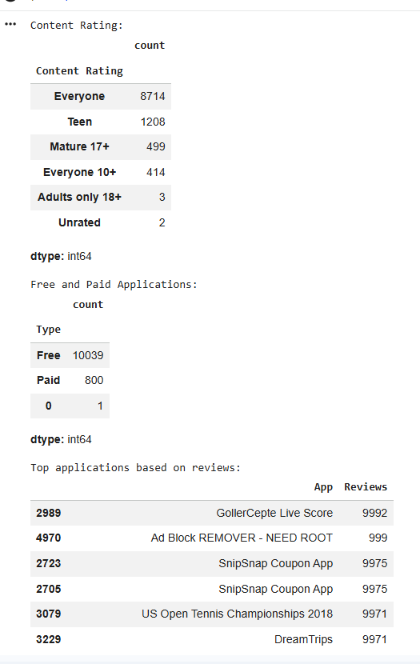 Content Rating:
count
Content Rating
Everyone 8714
Teen 1208
Mature 17+ 499
Everyone 10+ 414
Adults only 18+ 3
Unrated 2
dtype: int64
Free and Paid Applications:
count
Type
Free 10039
Paid 800
0 1
dtype: int64
Top applications based on reviews:
App Reviews
2989 GollerCepte Live Score 9992
4970 Ad Block REMOVER - NEED ROOT 999
2723 SnipSnap Coupon App 9975
2705 SnipSnap Coupon App 9975
3079 US Open Tennis Championships 2018 9971
3229 DreamTrips 9971